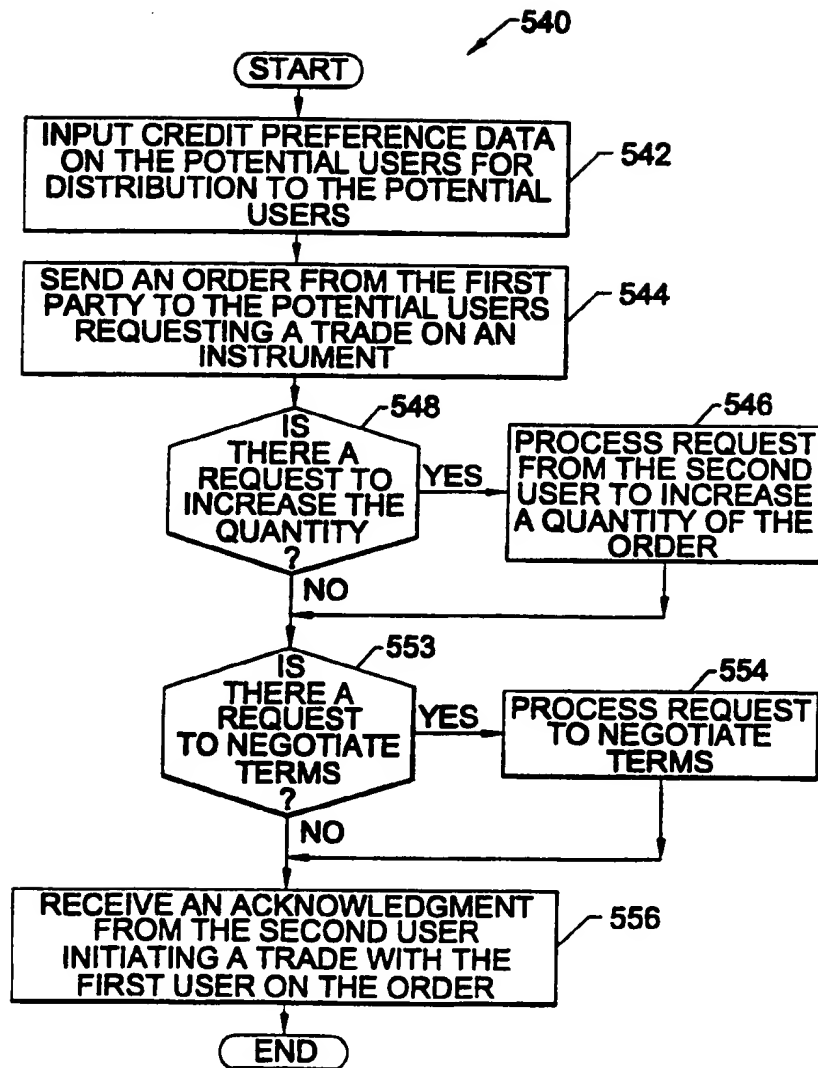 540
START
INPUT CREDIT PREFERENCE DATA
ON THE POTENTIAL USERS FOR
DISTRIBUTION TO THE POTENTIAL
USERS
542
SEND AN ORDER FROM THE FIRST
PARTY TO THE POTENTIAL USERS
REQUESTING A TRADE ON AN
INSTRUMENT
544
IS
THERE A
REQUEST TO
INCREASE THE
QUANTITY
?
548
YES
NO
PROCESS REQUEST
FROM THE SECOND
USER TO INCREASE
A QUANTITY OF THE
ORDER
546
IS
THERE A
REQUEST
TO NEGOTIATE
TERMS
?
553
YES
NO
PROCESS REQUEST
TO NEGOTIATE
TERMS
554
RECEIVE AN ACKNOWLEDGMENT
FROM THE SECOND USER
INITIATING A TRADE WITH THE
FIRST USER ON THE ORDER
556
END